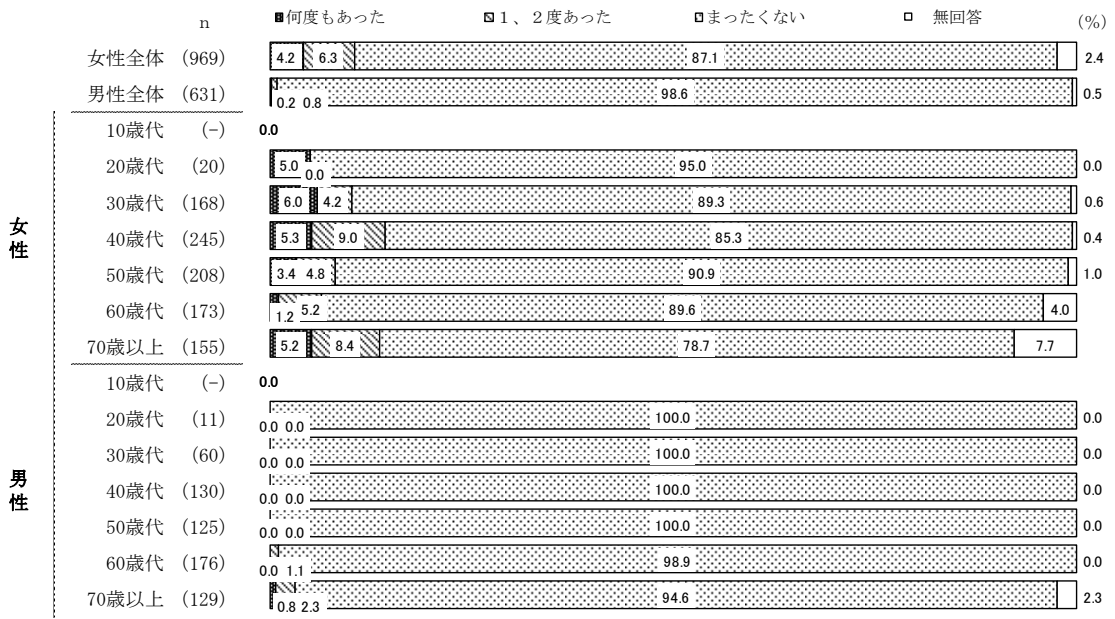 n ■何度もあった １、２度あった まったくない 無回答 (%)
女性全体 (969) 4.2 6.3 87.1 2.4
男性全体 (631) 0.2 0.8 98.6 0.5
女性
10歳代 (-) 0.0
20歳代 (20) 5.0 0.0 95.0 0.0
30歳代 (168) 6.0 4.2 89.3 0.6
40歳代 (245) 5.3 9.0 85.3 0.4
50歳代 (208) 3.4 4.8 90.9 1.0
60歳代 (173) 1.2 5.2 89.6 4.0
70歳以上 (155) 5.2 8.4 78.7 7.7
男性
10歳代 (-) 0.0
20歳代 (11) 0.0 0.0 100.0 0.0
30歳代 (60) 0.0 0.0 100.0 0.0
40歳代 (130) 0.0 0.0 100.0 0.0
50歳代 (125) 0.0 0.0 100.0 0.0
60歳代 (176) 0.0 1.1 98.9 0.0
70歳以上 (129) 0.8 2.3 94.6 2.3